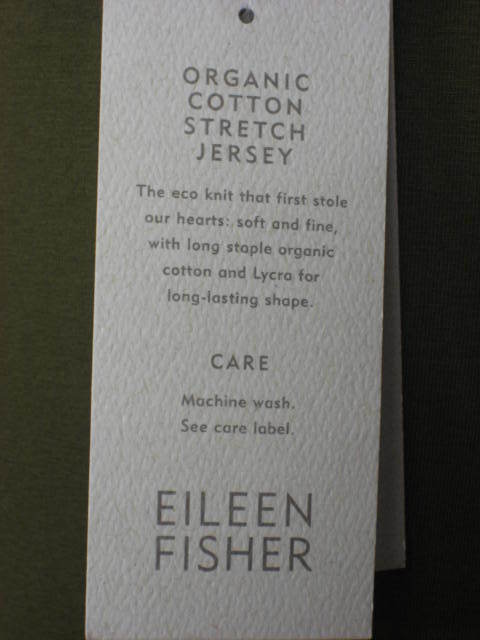 ORGANIC
COTTON
STRETCH
JERSEY
The eco knit that first stole
our hearts: soft and fine,
with long staple organic
cotton and Lycra for
long-lasting shape.
CARE
Machine wash.
See care label.
EILEEN
FISHER